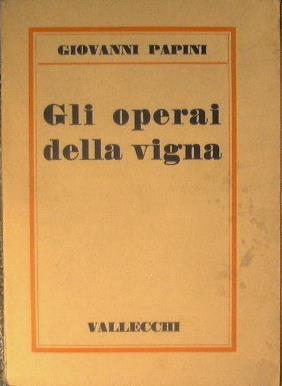 GIOVANNI PAPINI
Gli operai
della vigna
VALLECCHI